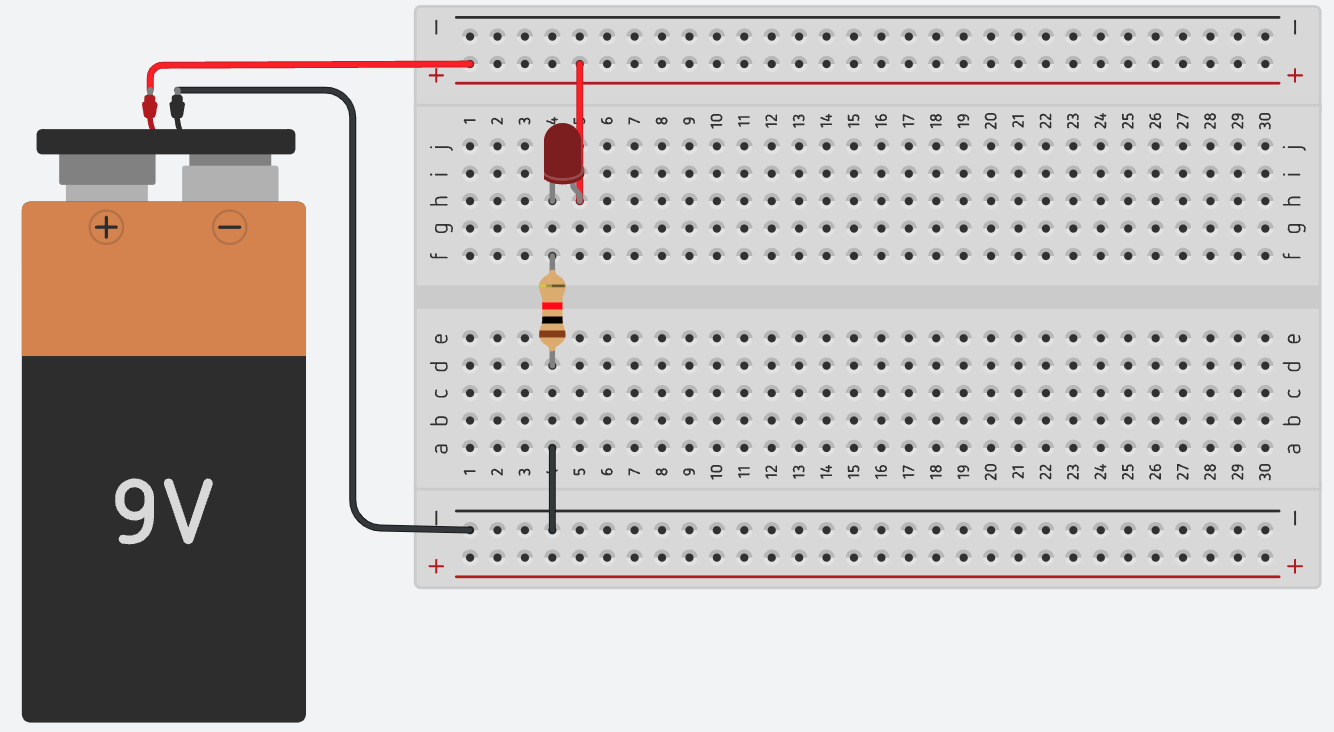 − −
+ +
1 2 3 4 5 6 7 8 9 10 11 12 13 14 15 16 17 18 19 20 21 22 23 24 25 26 27 28 29 30
j j
i i
h h
+ −
g g
f f
e e
d d
c c
b b
a a
1 2 3 4 5 6 7 8 9 10 11 12 13 14 15 16 17 18 19 20 21 22 23 24 25 26 27 28 29 30
9V
− −
+ +